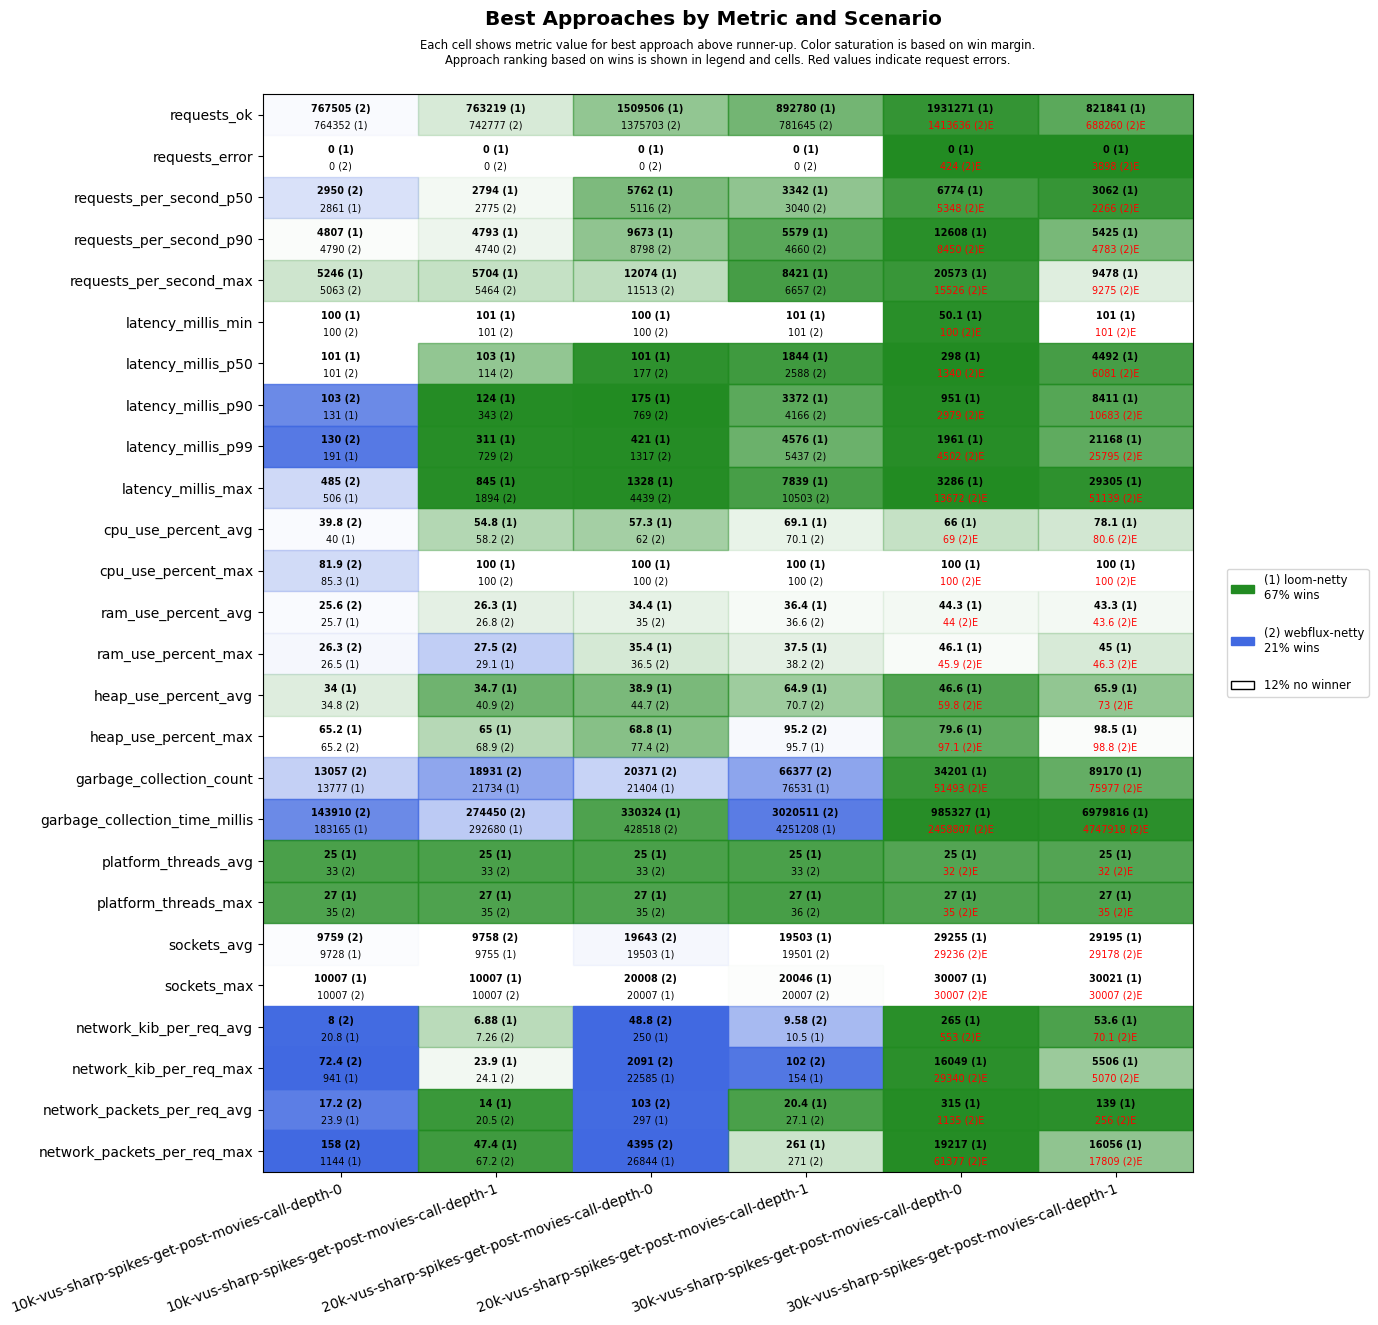 Best Approaches by Metric and Scenario
Each cell shows metric value for best approach above runner-up. Color saturation is based on win margin.
Approach ranking based on wins is shown in legend and cells. Red values indicate request errors.
requests_ok
767505 (2) 763219 (1) 1509506 (1) 892780 (1) 1931271 (1) 821841 (1)
764352 (1) 742777 (2) 1375703 (2) 781645 (2) 1413636 (2)E 688260 (2)E
requests_error
0 (1) 0 (1) 0 (1) 0 (1) 0 (1) 0 (1)
0 (2) 0 (2) 0 (2) 0 (2) 424 (2)E 3898 (2)E
requests_per_second_p50
2950 (2) 2794 (1) 5762 (1) 3342 (1) 6774 (1) 3062 (1)
2861 (1) 2775 (2) 5116 (2) 3040 (2) 5348 (2)E 2266 (2)E
requests_per_second_p90
4807 (1) 4793 (1) 9673 (1) 5579 (1) 12608 (1) 5425 (1)
4790 (2) 4740 (2) 8798 (2) 4660 (2) 8450 (2)E 4783 (2)E
requests_per_second_max
5246 (1) 5704 (1) 12074 (1) 8421 (1) 20573 (1) 9478 (1)
5063 (2) 5464 (2) 11513 (2) 6657 (2) 15526 (2)E 9275 (2)E
latency_millis_min
100 (1) 101 (1) 100 (1) 101 (1) 50.1 (1) 101 (1)
100 (2) 101 (2) 100 (2) 101 (2) 100 (2)E 101 (2)E
latency_millis_p50
101 (1) 103 (1) 101 (1) 1844 (1) 298 (1) 4492 (1)
101 (2) 114 (2) 177 (2) 2588 (2) 1340 (2)E 6081 (2)E
latency_millis_p90
103 (2) 124 (1) 175 (1) 3372 (1) 951 (1) 8411 (1)
131 (1) 343 (2) 769 (2) 4166 (2) 2979 (2)E 10683 (2)E
latency_millis_p99
130 (2) 311 (1) 421 (1) 4576 (1) 1961 (1) 21168 (1)
191 (1) 729 (2) 1317 (2) 5437 (2) 4502 (2)E 25795 (2)E
latency_millis_max
485 (2) 845 (1) 1328 (1) 7839 (1) 3286 (1) 29305 (1)
506 (1) 1894 (2) 4439 (2) 10503 (2) 13672 (2)E 51139 (2)E
cpu_use_percent_avg
39.8 (2) 54.8 (1) 57.3 (1) 69.1 (1) 66 (1) 78.1 (1)
40 (1) 58.2 (2) 62 (2) 70.1 (2) 69 (2)E 80.6 (2)E
cpu_use_percent_max
81.9 (2) 100 (1) 100 (1) 100 (1) 100 (1) 100 (1)
85.3 (1) 100 (2) 100 (2) 100 (2) 100 (2)E 100 (2)E
ram_use_percent_avg
25.6 (2) 26.3 (1) 34.4 (1) 36.4 (1) 44.3 (1) 43.3 (1)
25.7 (1) 26.8 (2) 35 (2) 36.6 (2) 44 (2)E 43.6 (2)E
ram_use_percent_max
26.3 (2) 27.5 (2) 35.4 (1) 37.5 (1) 46.1 (1) 45 (1)
26.5 (1) 29.1 (1) 36.5 (2) 38.2 (2) 45.9 (2)E 46.3 (2)E
heap_use_percent_avg
34 (1) 34.7 (1) 38.9 (1) 64.9 (1) 46.6 (1) 65.9 (1)
34.8 (2) 40.9 (2) 44.7 (2) 70.7 (2) 59.8 (2)E 73 (2)E
heap_use_percent_max
65.2 (1) 65 (1) 68.8 (1) 95.2 (2) 79.6 (1) 98.5 (1)
65.2 (2) 68.9 (2) 77.4 (2) 95.7 (1) 97.1 (2)E 98.8 (2)E
garbage_collection_count
13057 (2) 18931 (2) 20371 (2) 66377 (2) 34201 (1) 89170 (1)
13777 (1) 21734 (1) 21404 (1) 76531 (1) 51493 (2)E 75977 (2)E
garbage_collection_time_millis
143910 (2) 274450 (2) 330324 (1) 3020511 (2) 985327 (1) 6979816 (1)
183165 (1) 292680 (1) 428518 (2) 4251208 (1) 2458807 (2)E 4747918 (2)E
platform_threads_avg
25 (1) 25 (1) 25 (1) 25 (1) 25 (1) 25 (1)
33 (2) 33 (2) 33 (2) 33 (2) 32 (2)E 32 (2)E
platform_threads_max
27 (1) 27 (1) 27 (1) 27 (1) 27 (1) 27 (1)
35 (2) 35 (2) 35 (2) 36 (2) 35 (2)E 35 (2)E
sockets_avg
9759 (2) 9758 (2) 19643 (2) 19503 (1) 29255 (1) 29195 (1)
9728 (1) 9755 (1) 19503 (1) 19501 (2) 29236 (2)E 29178 (2)E
sockets_max
10007 (1) 10007 (1) 20008 (2) 20046 (1) 30007 (1) 30021 (1)
10007 (2) 10007 (2) 20007 (1) 20007 (2) 30007 (2)E 30007 (2)E
network_kib_per_req_avg
8 (2) 6.88 (1) 48.8 (2) 9.58 (2) 265 (1) 53.6 (1)
20.8 (1) 7.26 (2) 250 (1) 10.5 (1) 553 (2)E 70.1 (2)E
network_kib_per_req_max
72.4 (2) 23.9 (1) 2091 (2) 102 (2) 16049 (1) 5506 (1)
941 (1) 24.1 (2) 22585 (1) 154 (1) 29340 (2)E 5070 (2)E
network_packets_per_req_avg
17.2 (2) 14 (1) 103 (2) 20.4 (1) 315 (1) 139 (1)
23.9 (1) 20.5 (2) 297 (1) 27.1 (2) 1135 (2)E 256 (2)E
network_packets_per_req_max
158 (2) 47.4 (1) 4395 (2) 261 (1) 19217 (1) 16056 (1)
1144 (1) 67.2 (2) 26844 (1) 271 (2) 61377 (2)E 17809 (2)E
10k-vus-sharp-spikes-get-post-movies-call-depth-0
10k-vus-sharp-spikes-get-post-movies-call-depth-1
20k-vus-sharp-spikes-get-post-movies-call-depth-0
20k-vus-sharp-spikes-get-post-movies-call-depth-1
30k-vus-sharp-spikes-get-post-movies-call-depth-0
30k-vus-sharp-spikes-get-post-movies-call-depth-1
(1) loom-netty
67% wins
(2) webflux-netty
21% wins
12% no winner